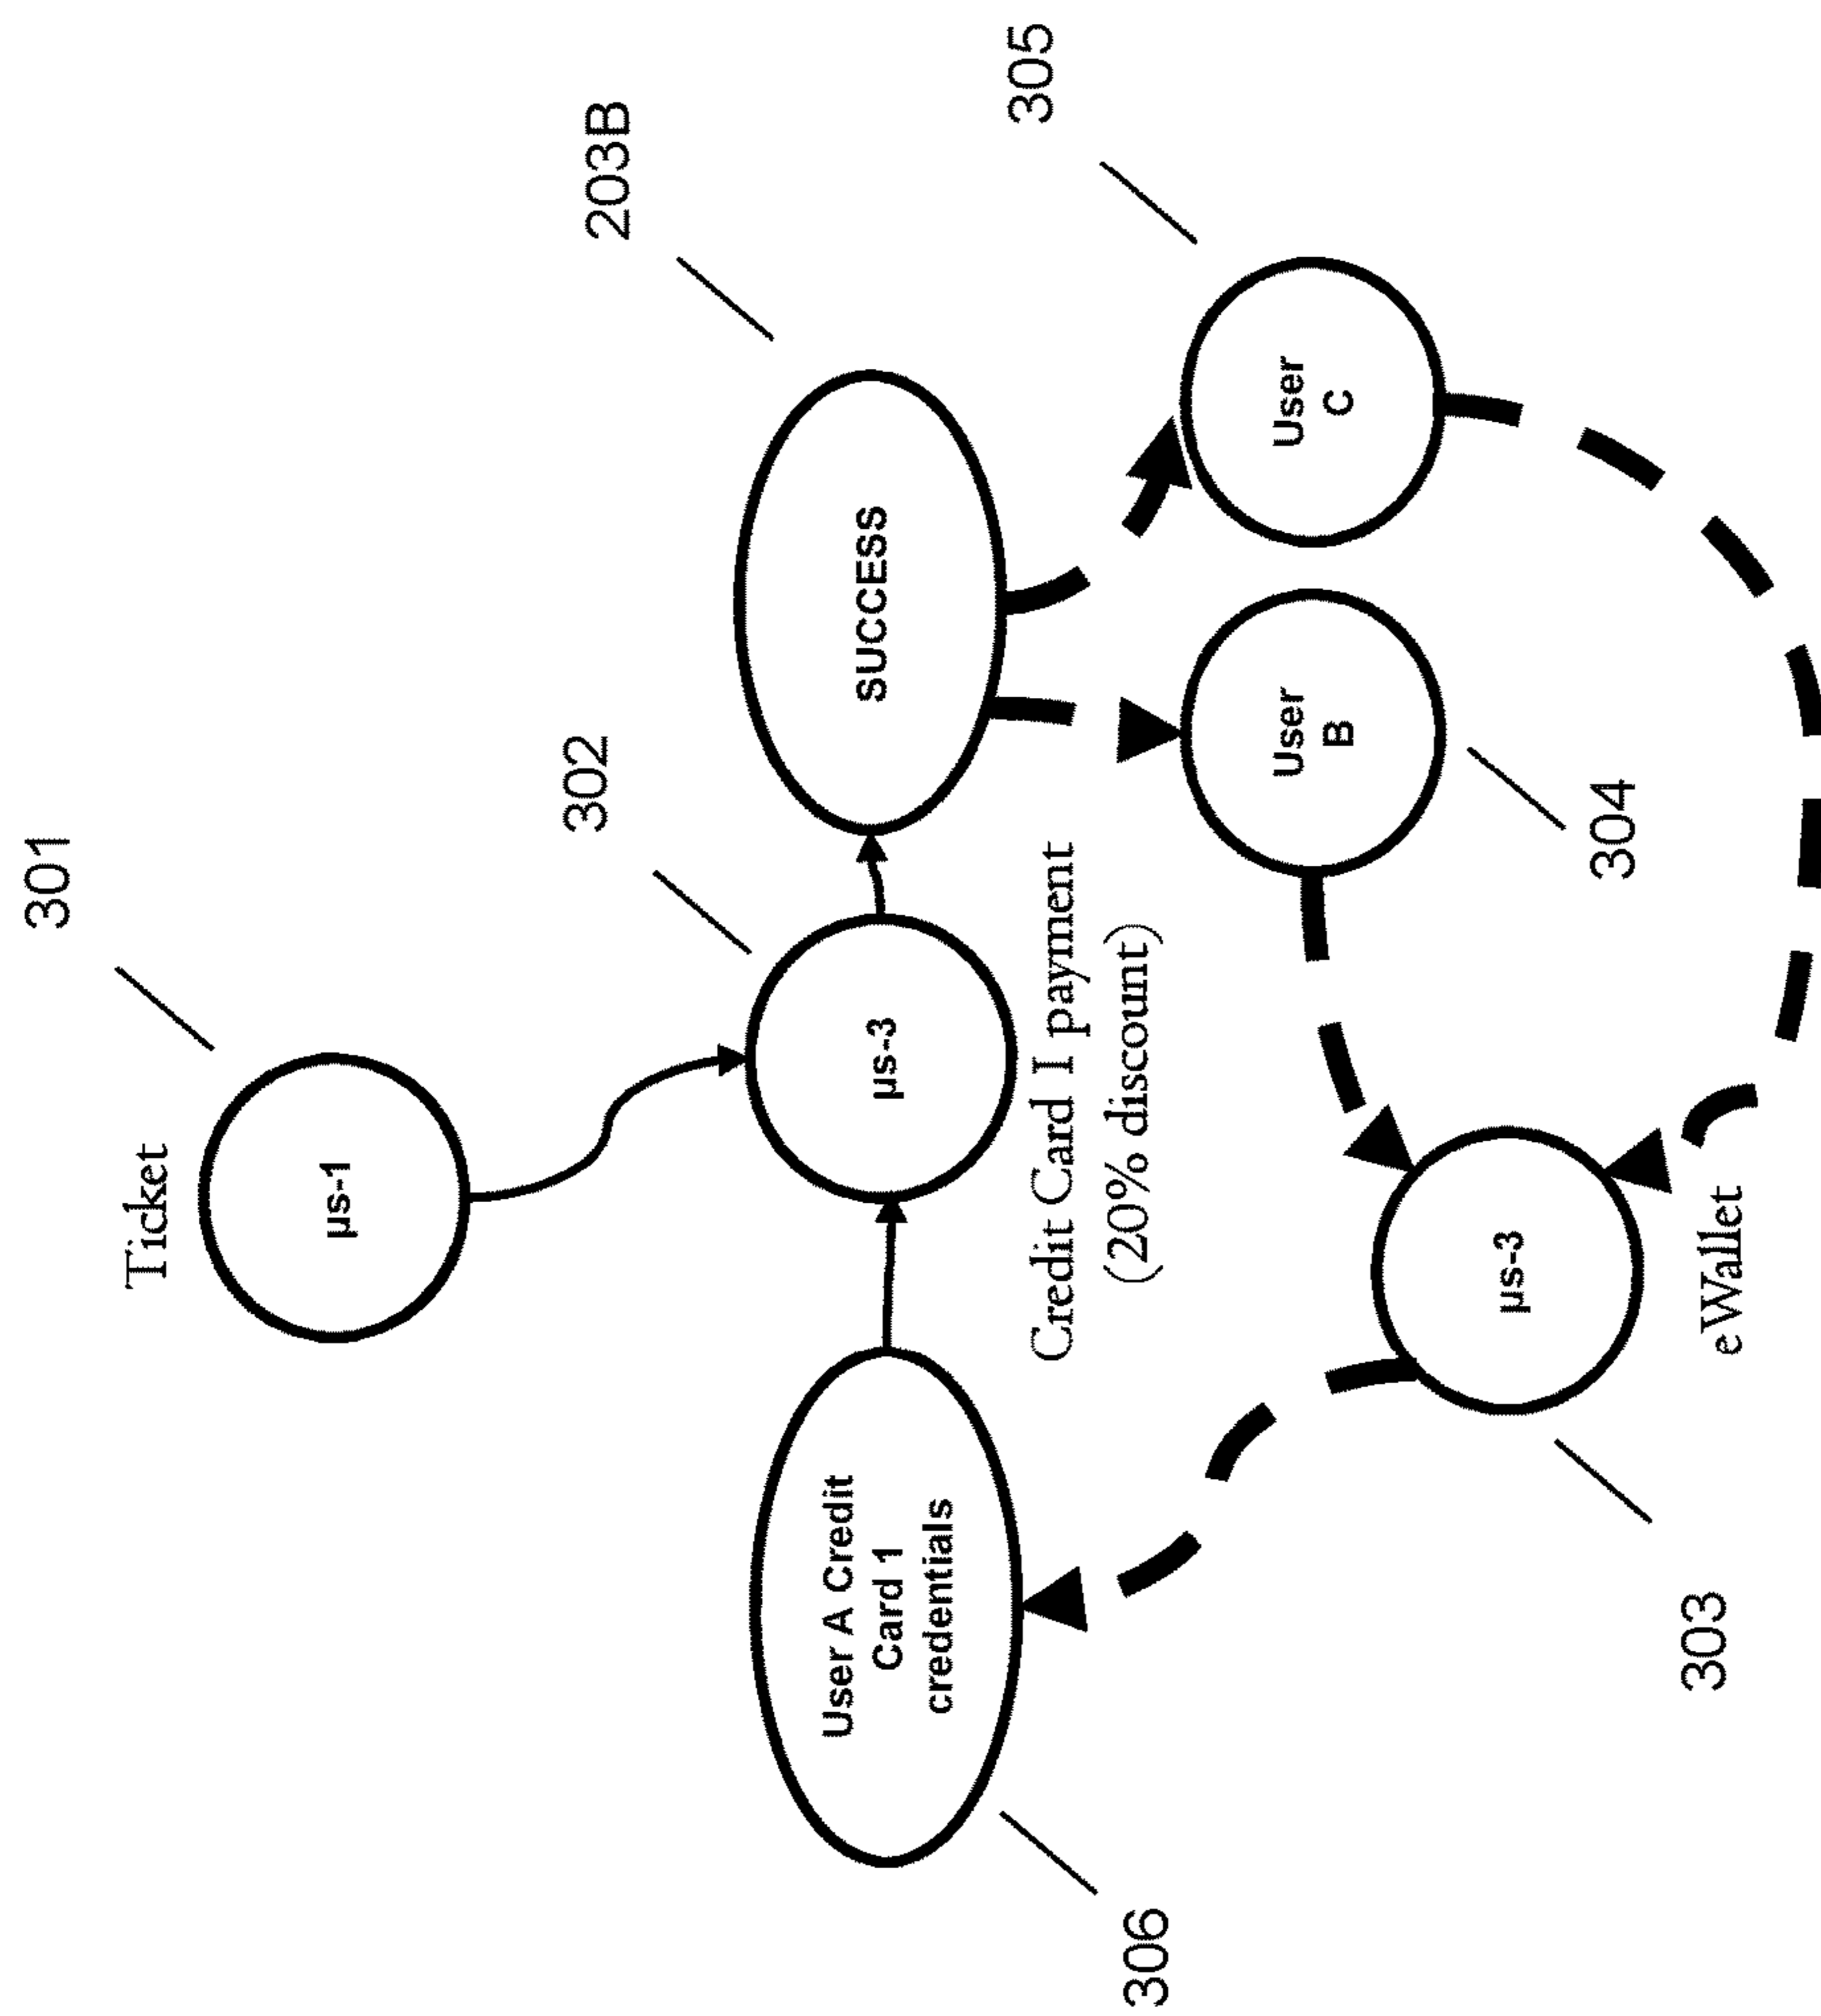 301
Ticket
µs-1
302
203B
305
User A Credit
Card 1
credentials
µs-3
SUCCESS
Credit Card I payment
(20% discount)
User
B
User
C
306
304
µs-3
eWallet
303